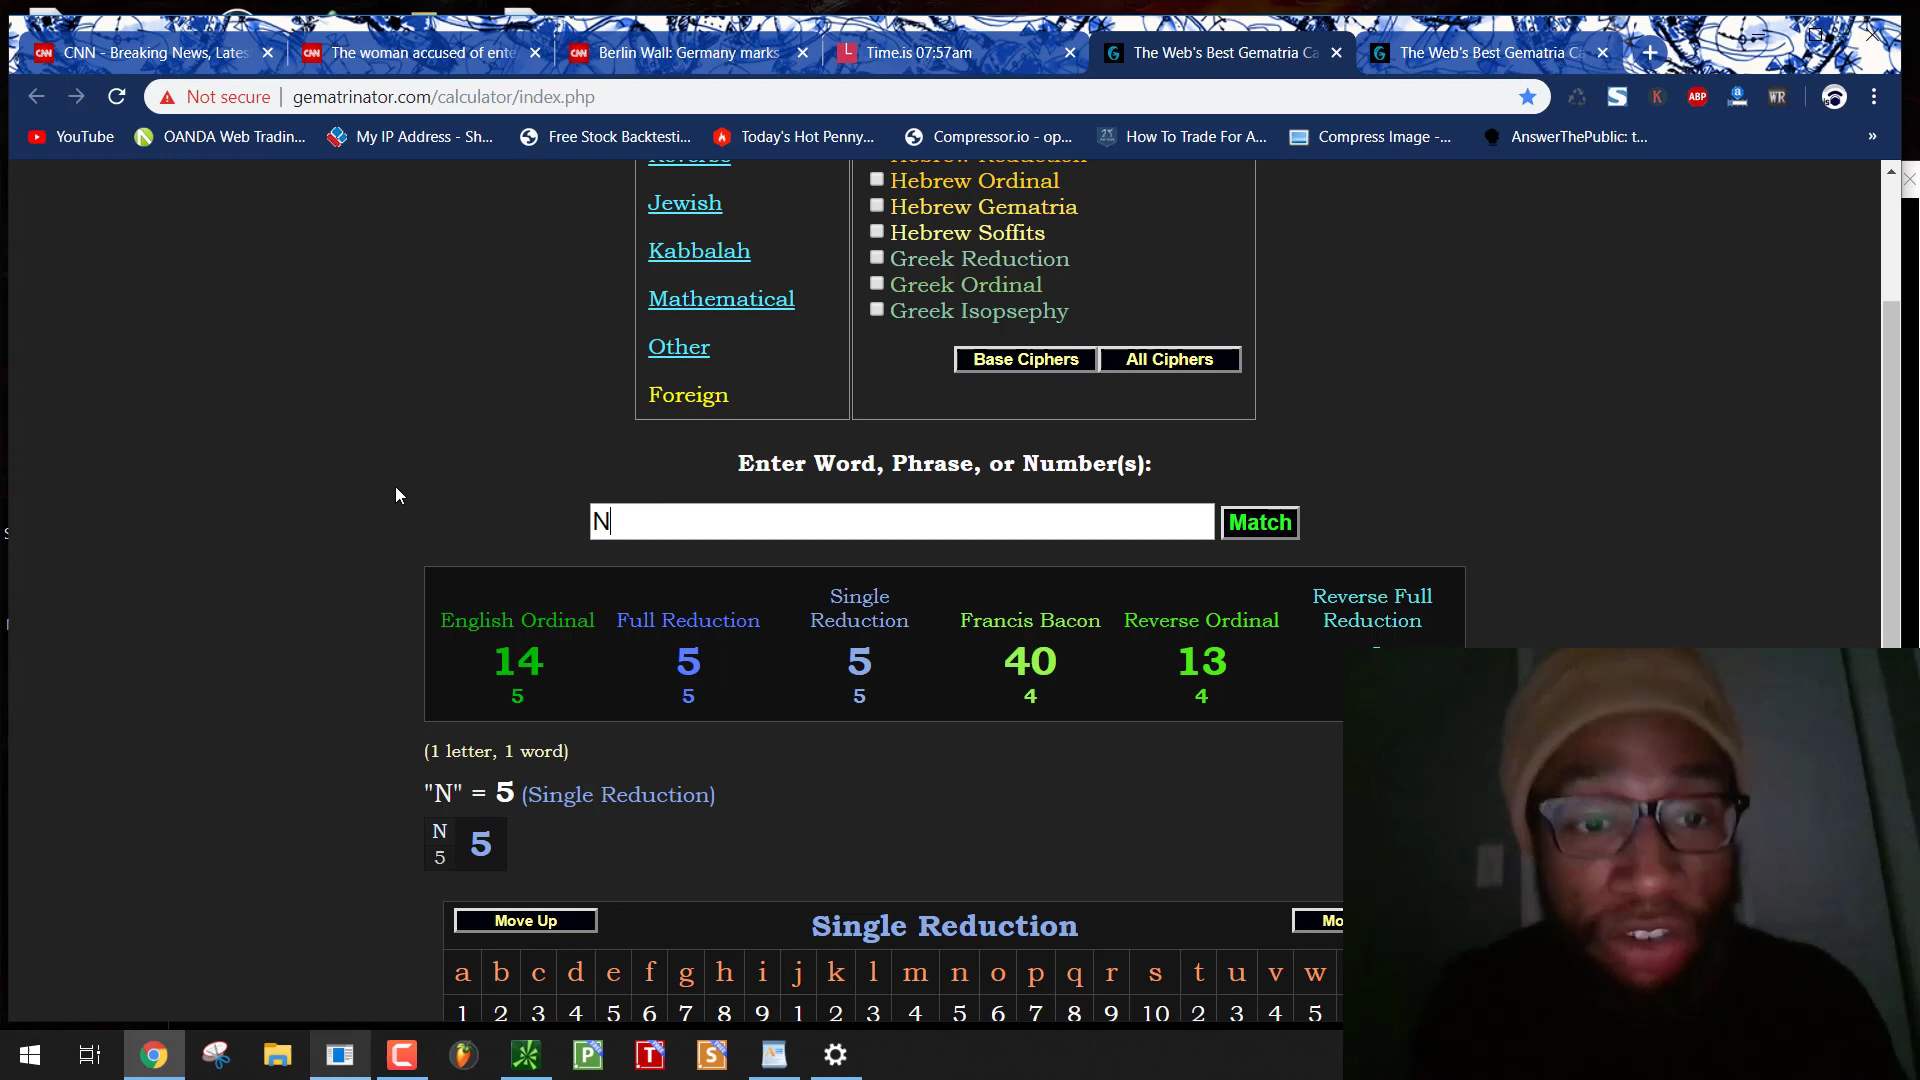 CNN - Breaking News, Lates
The woman accused of ente
Berlin Wall: Germany marks
Time.is 07:57am
The Web's Best Gematria Ca
The Web's Best Gematria Ca
Not secure | gematrinator.com/calculator/index.php
YouTube
OANDA Web Tradin...
My IP Address - Sh...
Free Stock Backtesti...
Today's Hot Penny...
Compressor.io - op...
How To Trade For A...
Compress Image -...
AnswerThePublic: t...
»
Reverse
Jewish
Kabbalah
Mathematical
Other
Foreign
Hebrew Reduction
Hebrew Ordinal
Hebrew Gematria
Hebrew Soffits
Greek Reduction
Greek Ordinal
Greek Isopsephy
Base Ciphers
All Ciphers
Enter Word, Phrase, or Number(s):
N
Match
English Ordinal
14
5
Full Reduction
5
5
Single
Reduction
5
5
Francis Bacon
40
4
Reverse Ordinal
13
4
Reverse Full
Reduction
(1 letter, 1 word)
"N" = 5 (Single Reduction)
N
5
5
Move Up
Single Reduction
Mo
a b c d e f g h i j k l m n o p q r s t u v w
1 2 3 4 5 6 7 8 9 1 2 3 4 5 6 7 8 9 10 2 3 4 5